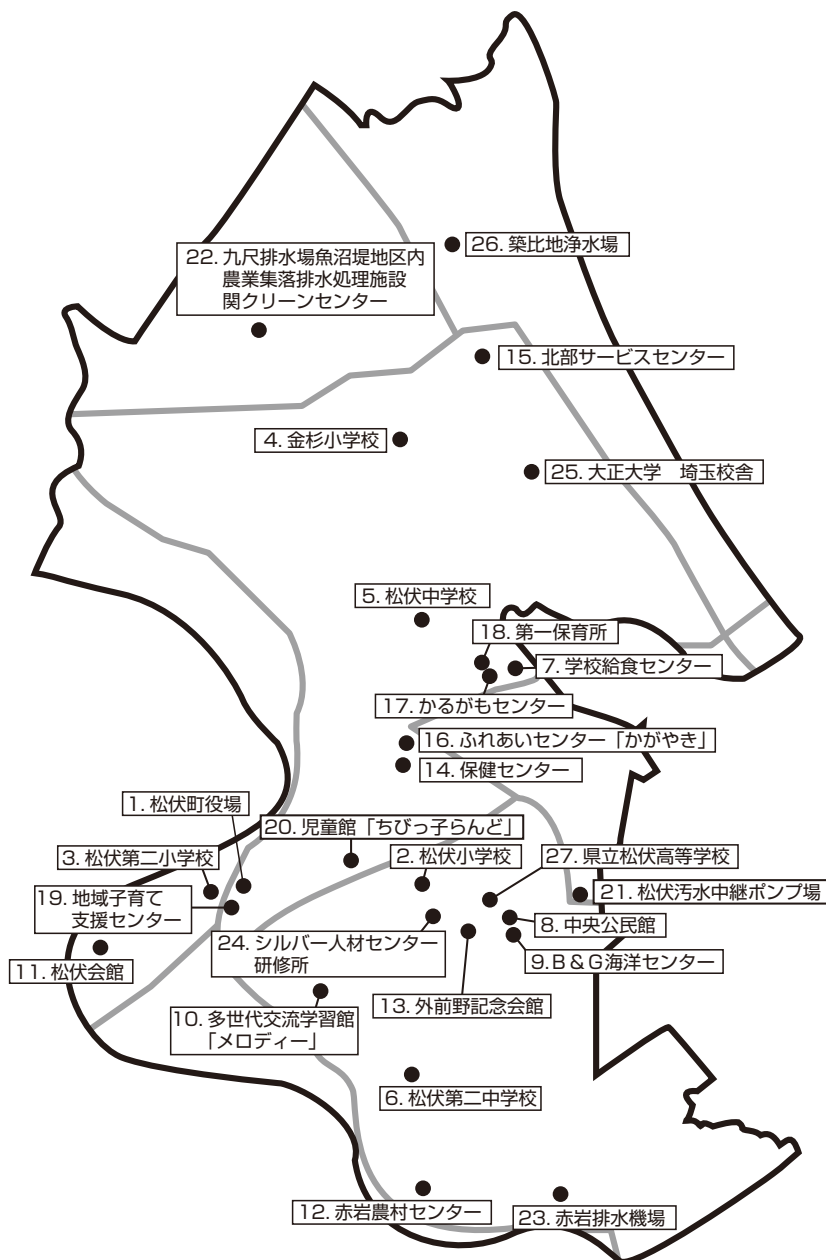 26. 築比地浄水場
22. 九尺排水場魚沼堤地区内
農業集落排水処理施設
関クリーンセンター
15. 北部サービスセンター
4. 金杉小学校
25. 大正大学　埼玉校舎
5. 松伏中学校
18. 第一保育所
7. 学校給食センター
17. かるがもセンター
16. ふれあいセンター「かがやき」
14. 保健センター
1. 松伏町役場
20. 児童館「ちびっ子らんど」
3. 松伏第二小学校
2. 松伏小学校
27. 県立松伏高等学校
19. 地域子育て
支援センター
21. 松伏汚水中継ポンプ場
8. 中央公民館
24. シルバー人材センター
研修所
9. B＆G海洋センター
11. 松伏会館
13. 外前野記念会館
10. 多世代交流学習館
「メロディー」
6. 松伏第二中学校
12. 赤岩農村センター
23. 赤岩排水機場